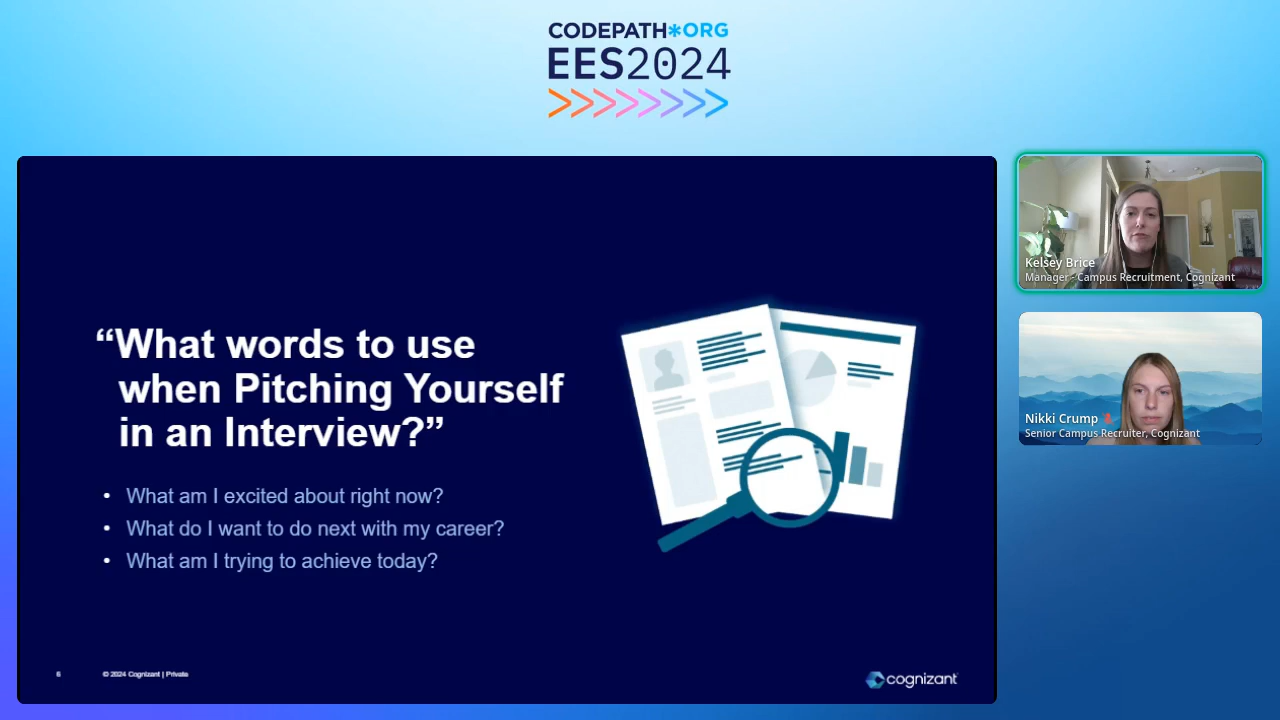 CODEPATH*ORG
EES2024
“What words to use
when Pitching Yourself
in an Interview?”
• What am I excited about right now?
• What do I want to do next with my career?
• What am I trying to achieve today?
6
© 2024 Cognizant | Private
cognizant
Kelsey Brice
Manager - Campus Recruitment, Cognizant
Nikki Crump
Senior Campus Recruiter, Cognizant